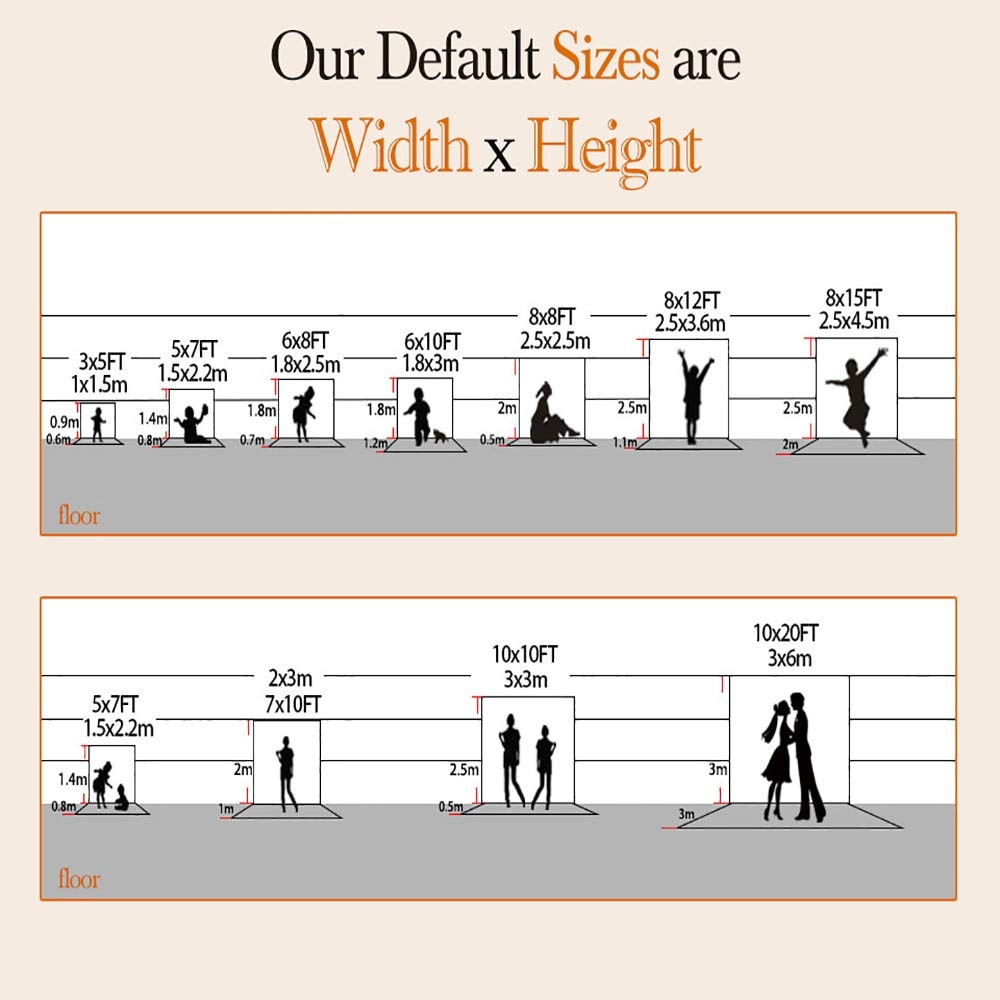 Our Default Sizes are
Width x Height
3x5FT
1x1.5m
0.9m
0.6m
5x7FT
1.5x2.2m
1.4m
0.8m
6x8FT
1.8x2.5m
1.8m
0.7m
6x10FT
1.8x3m
1.8m
1.2m
8x8FT
2.5x2.5m
2m
0.5m
8x12FT
2.5x3.6m
2.5m
1.1m
8x15FT
2.5x4.5m
2.5m
2m
floor
5x7FT
1.5x2.2m
1.4m
0.8m
2x3m
7x10FT
2m
1m
10x10FT
3x3m
2.5m
0.5m
10x20FT
3x6m
3m
3m
floor